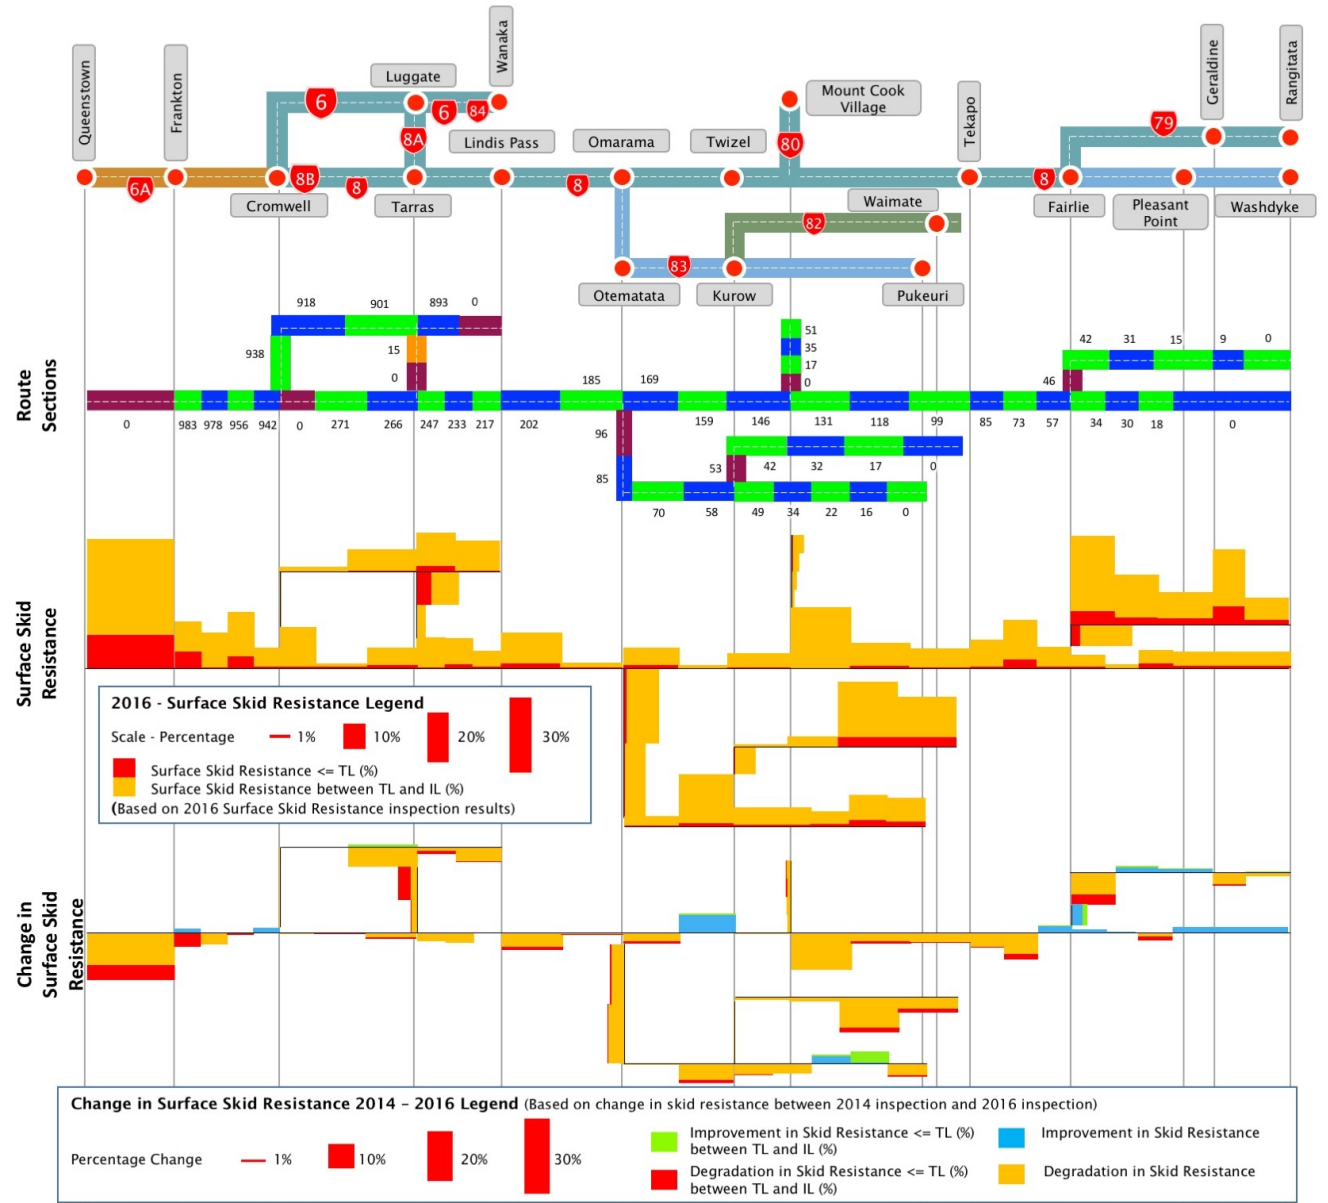 Queenstown
Frankton
Luggate
Wanaka
Mount Cook
Village
Geraldine
Rangitata
6
6
84
79
8A
Lindis Pass
Omarama
Twizel
80
Tekapo
6A
8B
8
8
8
Cromwell
Tarras
Waimate
Fairlie
Pleasant
Point
Washdyke
82
83
Otematata
Kurow
Pukeuri
Route
Sections
918
901
893
0
938
15
0
51
35
17
0
42
31
15
9
0
46
185
169
0
983
978
956
942
0
271
266
247
233
217
202
159
146
131
118
99
85
73
57
34
30
18
0
96
85
53
42
32
17
0
70
58
49
34
22
16
0
Surface Skid
Resistance
2016 - Surface Skid Resistance Legend
Scale - Percentage
1%
10%
20%
30%
Surface Skid Resistance <= TL (%)
Surface Skid Resistance between TL and IL (%)
(Based on 2016 Surface Skid Resistance inspection results)
Change in
Surface Skid
Resistance
Change in Surface Skid Resistance 2014 – 2016 Legend (Based on change in skid resistance between 2014 inspection and 2016 inspection)
Percentage Change
1%
10%
20%
30%
Improvement in Skid Resistance <= TL (%)
between TL and IL (%)
Degradation in Skid Resistance <= TL (%)
between TL and IL (%)
Improvement in Skid Resistance
Degradation in Skid Resistance